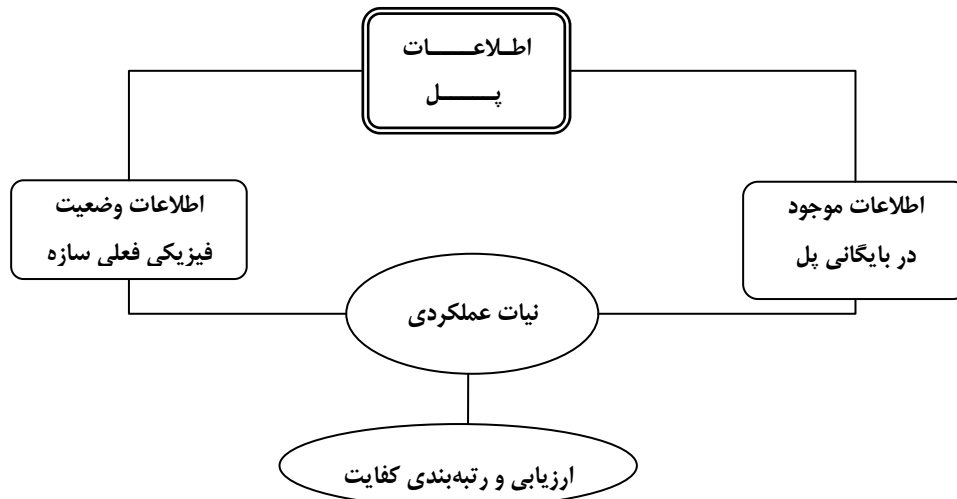 اطلاعات
پل
اطلاعات موجود
در بایگانی پل
اطلاعات وضعیت
فیزیکی فعلی سازه
نیات عملکردی
ارزیابی و رتبه‌بندی کفایت